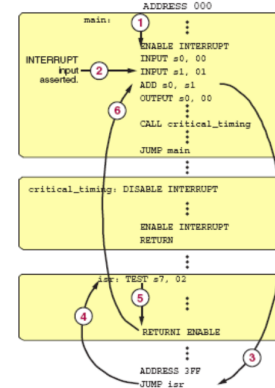 ADDRESS 000
main:
1
ENABLE INTERRUPT
INPUT s0, 00
INTERRUPT
input
asserted.
2
INPUT s1, 01
ADD s0, s1
OUTPUT s0, 00
6
CALL critical_timing
JUMP main
critical_timing: DISABLE INTERRUPT
ENABLE INTERRUPT
RETURN
isr: TEST s7, 02
5
4
RETURNI ENABLE
3
ADDRESS 3FF
JUMP isr